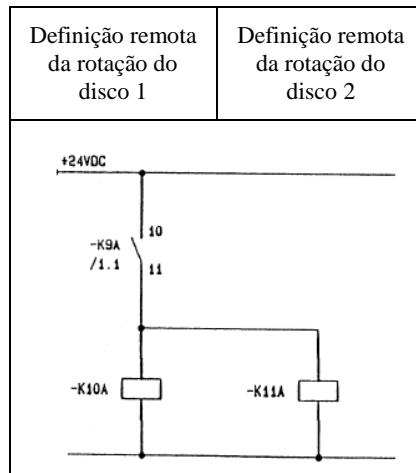 Definição remota
da rotação do
disco 1
Definição remota
da rotação do
disco 2
+24VDC
-K9A
/1.1
10
11
-K10A
-K11A